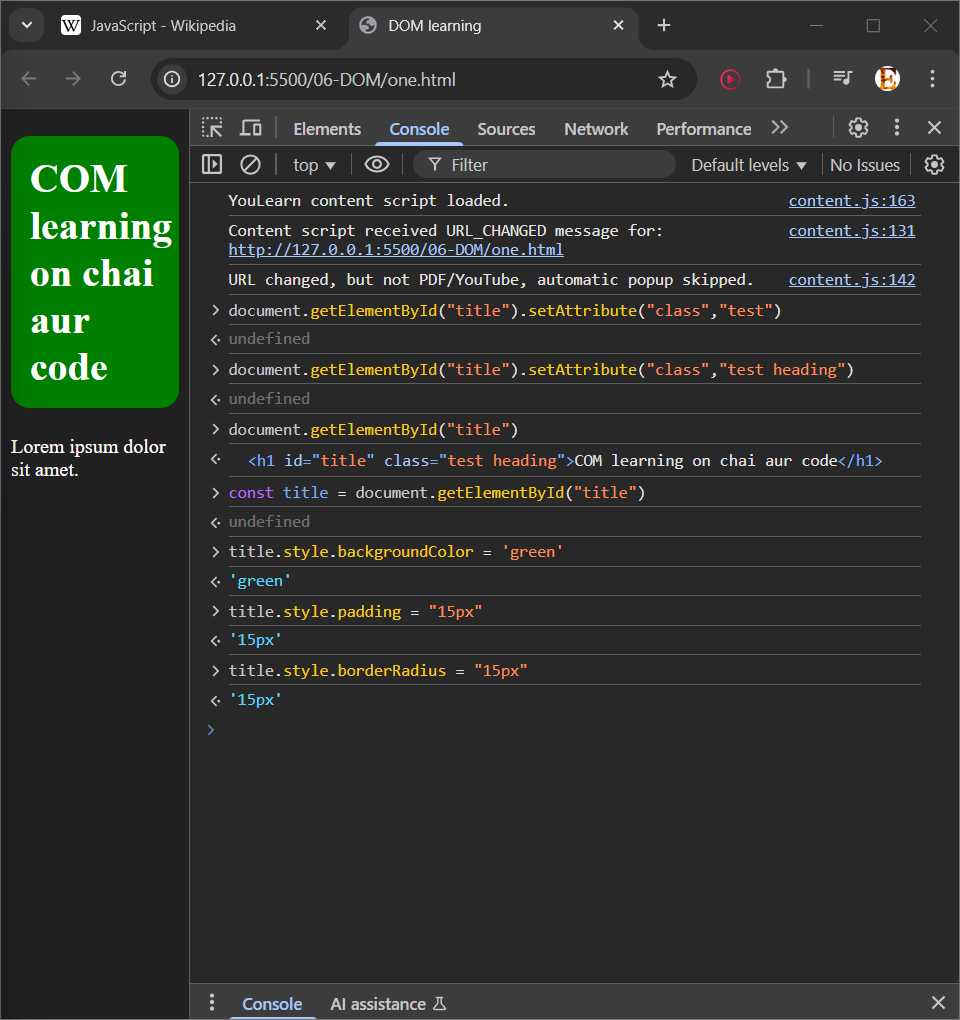 JavaScript - Wikipedia
DOM learning
127.0.0.1:5500/06-DOM/one.html
Elements Console Sources Network Performance
top Filter Default levels No Issues
COM
learning
on chai
aur
code
Lorem ipsum dolor
sit amet.
YouLearn content script loaded. content.js:163
Content script received URL_CHANGED message for: content.js:131
http://127.0.0.1:5500/06-DOM/one.html
URL changed, but not PDF/YouTube, automatic popup skipped. content.js:142
document.getElementById("title").setAttribute("class","test")
undefined
document.getElementById("title").setAttribute("class","test heading")
undefined
document.getElementById("title")
<h1 id="title" class="test heading">COM learning on chai aur code</h1>
const title = document.getElementById("title")
undefined
title.style.backgroundColor = 'green'
'green'
title.style.padding = "15px"
'15px'
title.style.borderRadius = "15px"
'15px'
Console AI assistance